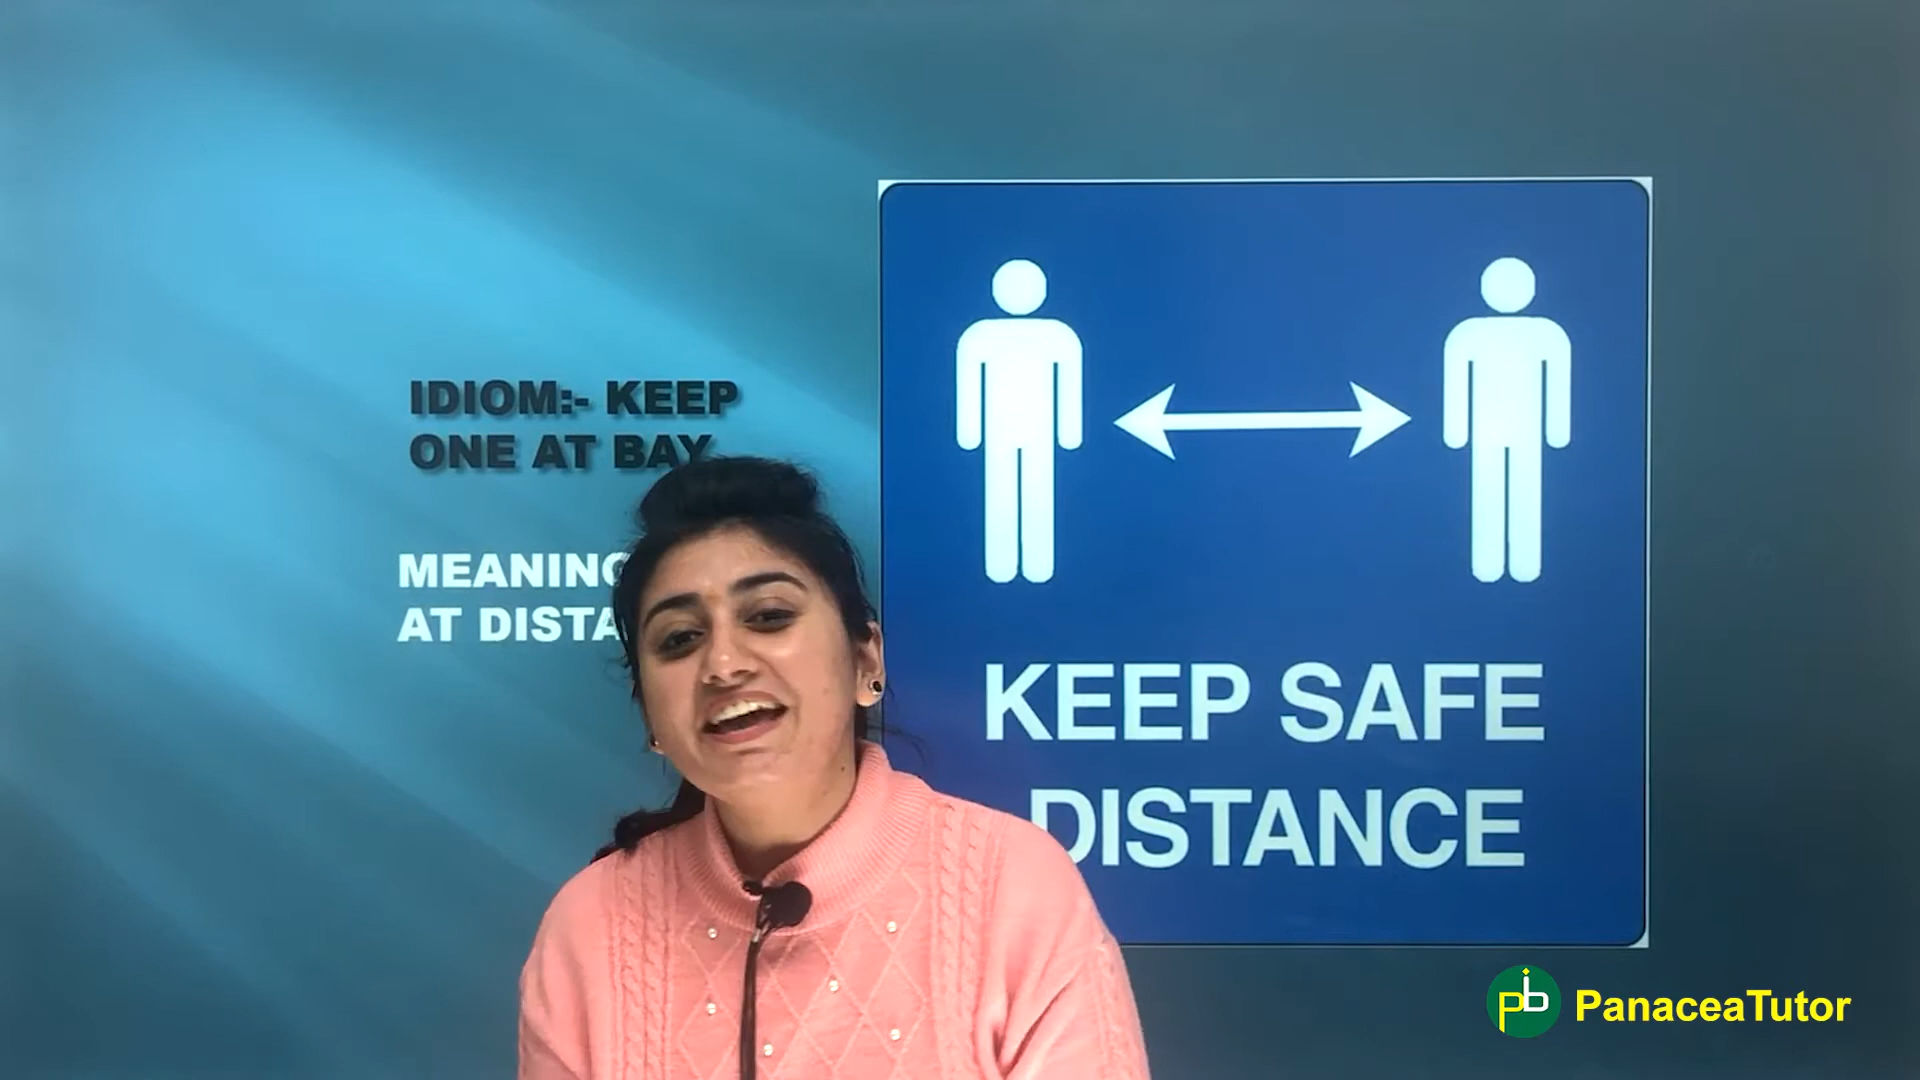 IDIOM:- KEEP
ONE AT BAY
MEANING
AT
KEEP SAFE
DISTANCE
PanaceaTutor